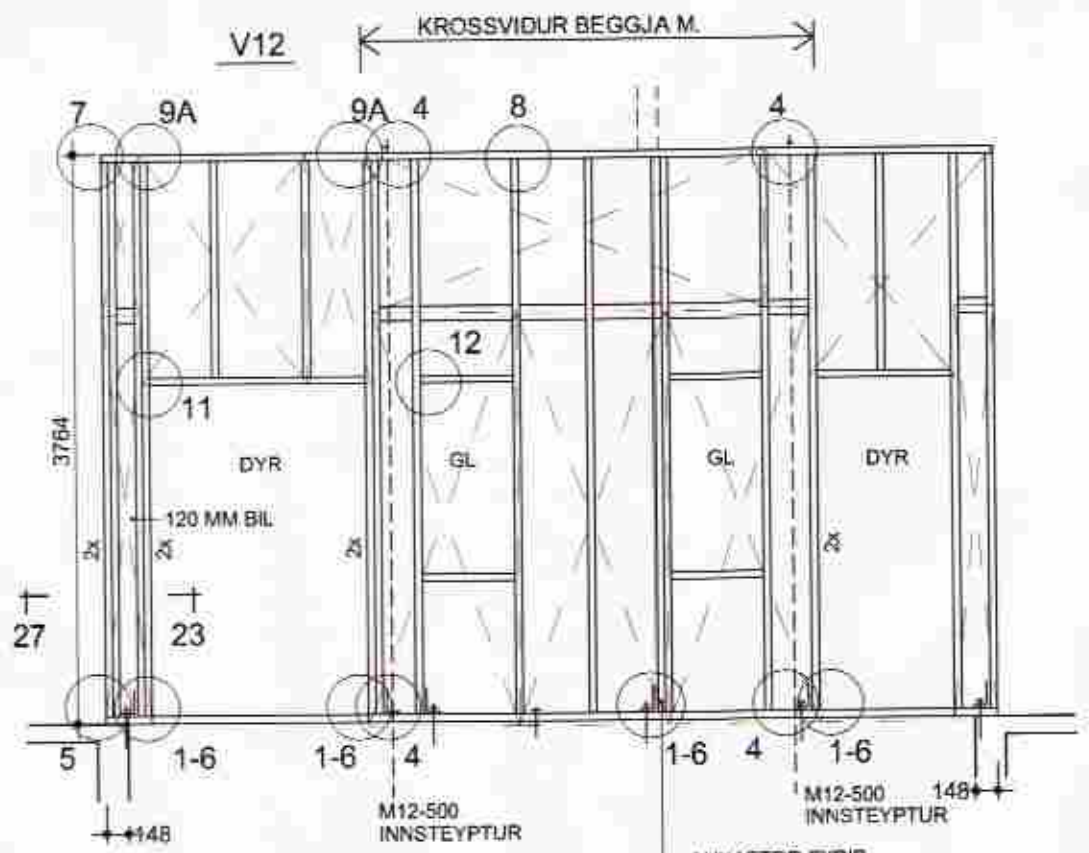 KROSSVIDUR BEGGJA M.
V12
7
9A
9A
4
8
4
12
11
3764
DYR
GL
GL
DYR
120 MM BIL
2x
2x
2x
2x
27
23
5
1-6
1-6
4
1-6
4
1-6
M12-500
INNSTEYPTUR
M12-500
INNSTEYPTUR
148
148